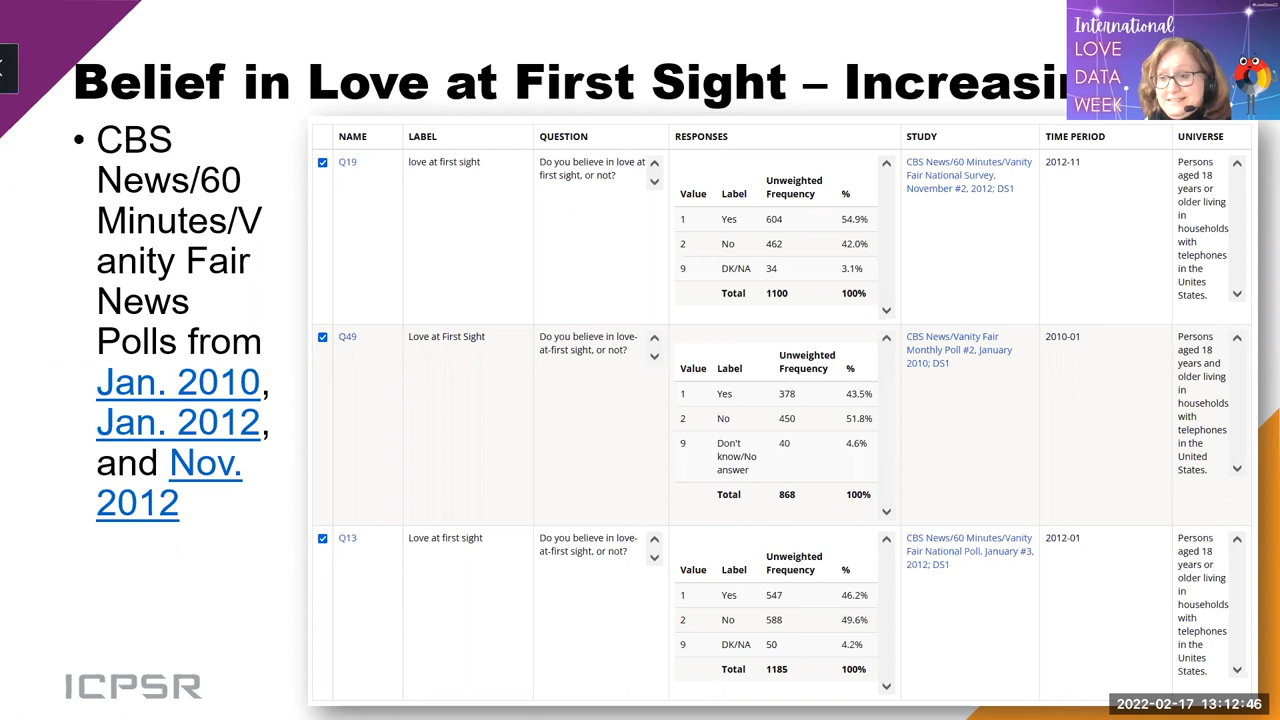 Belief in Love at First Sight – Increasin
International
LOVE
DATA
WEEK
• CBS
News/60
Minutes/V
anity Fair
News
Polls from
Jan. 2010,
Jan. 2012,
and Nov.
2012
NAME LABEL QUESTION RESPONSES STUDY TIME PERIOD UNIVERSE
Q19 love at first sight
Do you believe in love at
first sight, or not?
Value Label Unweighted Frequency %
1 Yes 604 54.9%
2 No 462 42.0%
9 DK/NA 34 3.1%
Total 1100 100%
CBS News/60 Minutes/Vanity
Fair National Survey,
November #2, 2012; DS1
2012-11
Persons
aged 18
years or
older living
in
households
with
telephones
in the
Unites
States.
Q49 Love at First Sight
Do you believe in love-
at-first sight, or not?
Value Label Unweighted Frequency %
1 Yes 378 43.5%
2 No 450 51.8%
9 Don't know/No answer 40 4.6%
Total 868 100%
CBS News/Vanity Fair
Monthly Poll #2, January
2010; DS1
2010-01
Persons
aged 18
years and
older living
in
households
with
telephones
in the
United
States.
Q13 Love at first sight
Do you believe in love-
at-first sight, or not?
Value Label Unweighted Frequency %
1 Yes 547 46.2%
2 No 588 49.6%
9 DK/NA 50 4.2%
Total 1185 100%
CBS News/60 Minutes/Vanity
Fair National Poll, January #3,
2012; DS1
2012-01
Persons
aged 18
years or
older living
in
households
with
telephones
in the
Unites
States.
ICPSR
2022-02-17 13:12:46